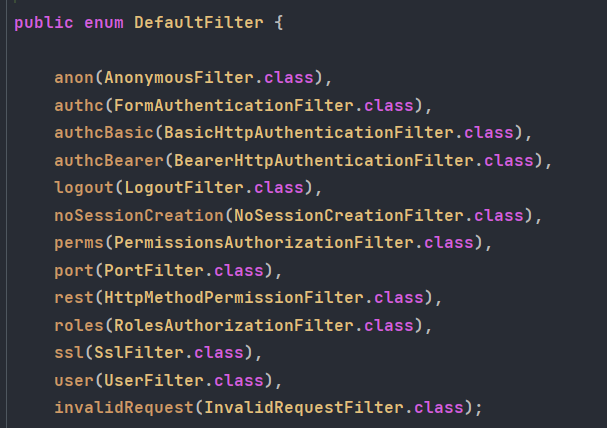 public enum DefaultFilter {
anon(AnonymousFilter.class),
authc(FormAuthenticationFilter.class),
authcBasic(BasicHttpAuthenticationFilter.class),
authcBearer(BearerHttpAuthenticationFilter.class),
logout(LogoutFilter.class),
noSessionCreation(NoSessionCreationFilter.class),
perms(PermissionsAuthorizationFilter.class),
port(PortFilter.class),
rest(HttpMethodPermissionFilter.class),
roles(RolesAuthorizationFilter.class),
ssl(SslFilter.class),
user(UserFilter.class),
invalidRequest(InvalidRequestFilter.class);